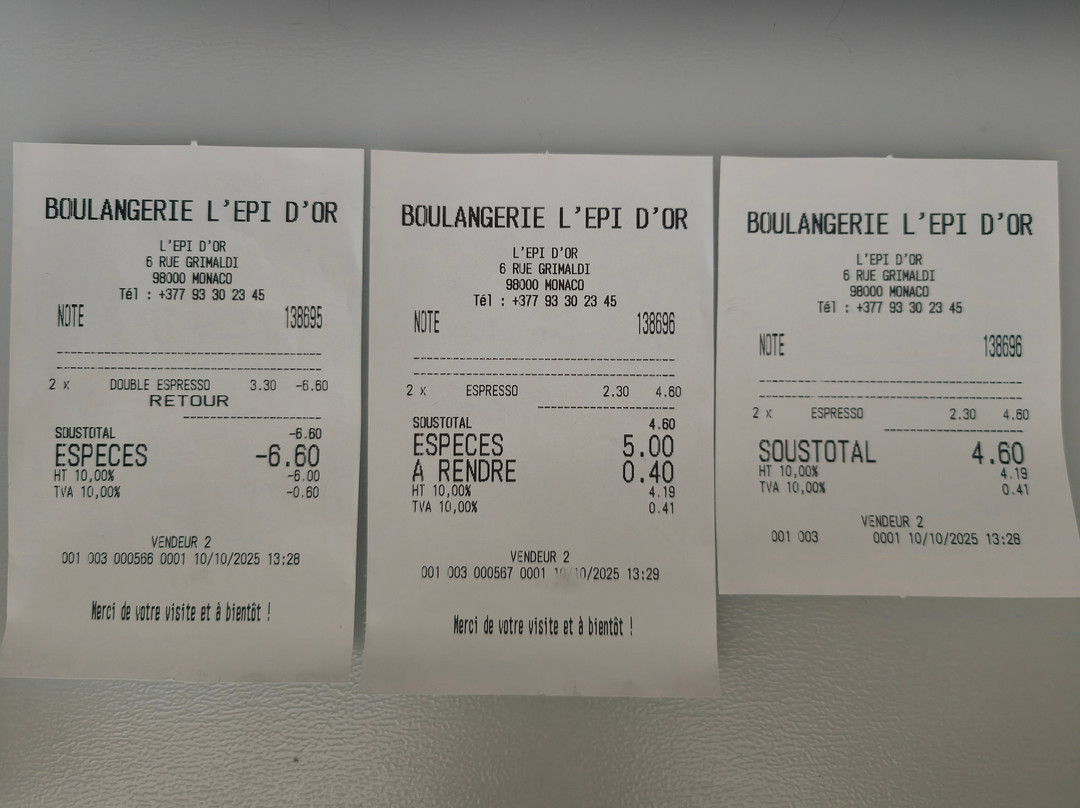 BOULANGERIE L'EPI D'OR
L'EPI D'OR
6 RUE GRIMALDI
98000 MONACO
Tél : +377 93 30 23 45
NOTE 138695
2 x DOUBLE ESPRESSO 3.30 -6.60
RETOUR
SOUSTOTAL -6.60
ESPECES -6.60
HT 10,00% -6.00
TVA 10,00% -0.60
VENDEUR 2
001 003 000566 0001 10/10/2025 13:28
Merci de votre visite et à bientôt !
BOULANGERIE L'EPI D'OR
L'EPI D'OR
6 RUE GRIMALDI
98000 MONACO
Tél : +377 93 30 23 45
NOTE 138696
2 x ESPRESSO 2.30 4.60
SOUSTOTAL 4.60
ESPECES 5.00
A RENDRE 0.40
HT 10,00% 4.19
TVA 10,00% 0.41
VENDEUR 2
001 003 000567 0001 10/10/2025 13:29
Merci de votre visite et à bientôt !
BOULANGERIE L'EPI D'OR
L'EPI D'OR
6 RUE GRIMALDI
98000 MONACO
Tél : +377 93 30 23 45
NOTE 138696
2 x ESPRESSO 2.30 4.60
SOUSTOTAL 4.60
HT 10,00% 4.19
TVA 10,00% 0.41
VENDEUR 2
001 003 0001 10/10/2025 13:28